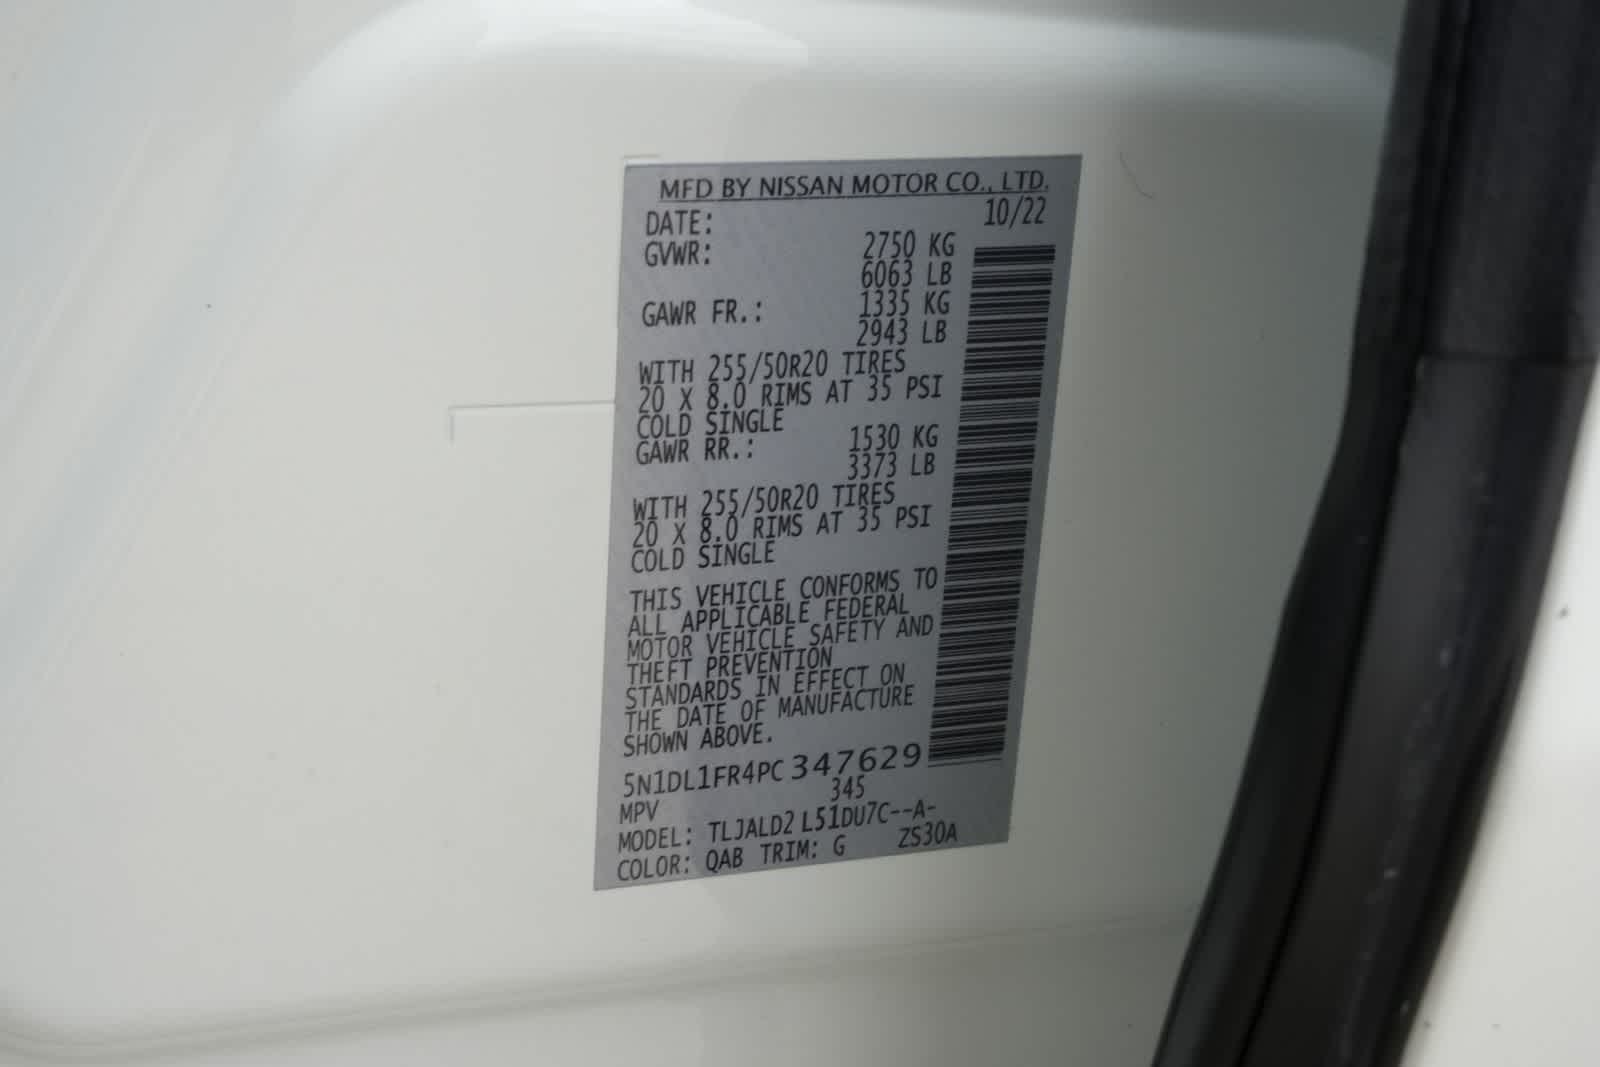 MFD BY NISSAN MOTOR CO., LTD.
DATE: 10/22
GVWR: 2750 KG
6063 LB
GAWR FR.: 1335 KG
2943 LB
WITH 255/50R20 TIRES
20 X 8.0 RIMS AT 35 PSI
COLD SINGLE
GAWR RR.: 1530 KG
3373 LB
WITH 255/50R20 TIRES
20 X 8.0 RIMS AT 35 PSI
COLD SINGLE
THIS VEHICLE CONFORMS TO
ALL APPLICABLE FEDERAL
MOTOR VEHICLE SAFETY AND
THEFT PREVENTION
STANDARDS IN EFFECT ON
THE DATE OF MANUFACTURE
SHOWN ABOVE.
5N1DL1FR4PC347629
MPV 345
MODEL: TLJALD2 L51DU7C--A-
COLOR: QAB TRIM: G ZS30A